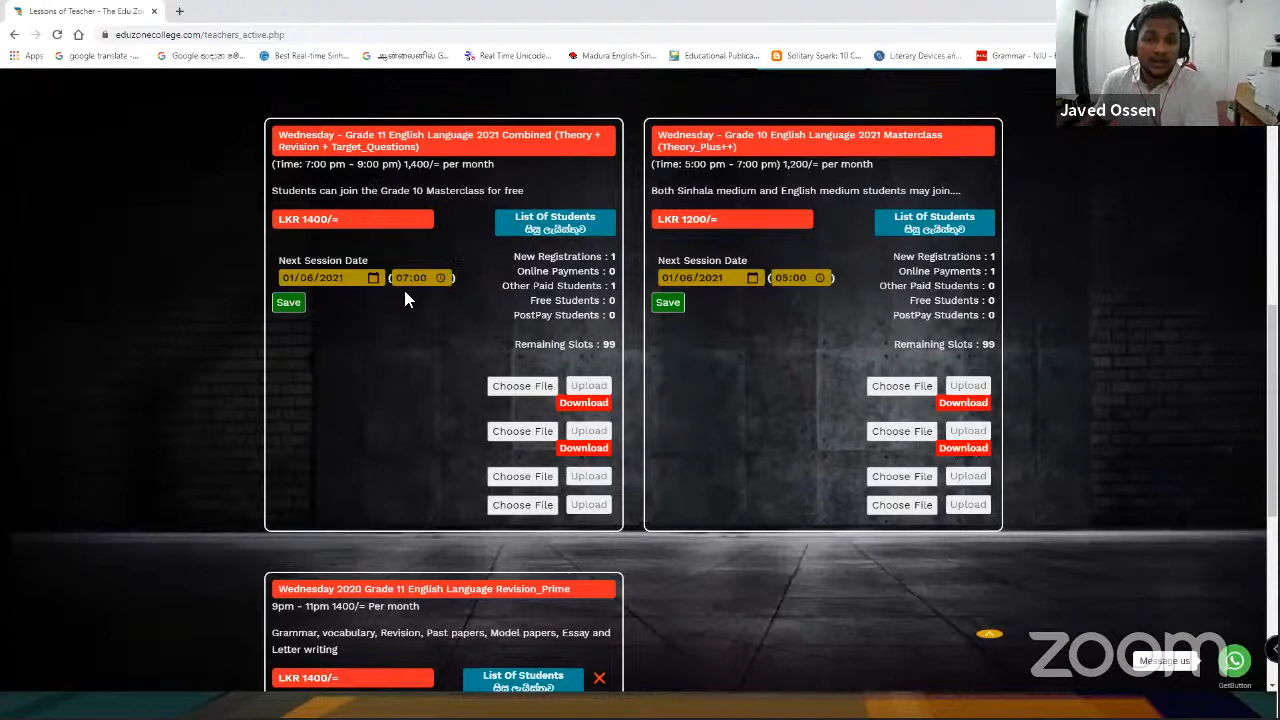 Lessons of Teacher - The Edu Zo
eduzonecollege.com/teachers_active.php
Apps
google translate -...
Google ආදාන මෙ...
Best Real-time Sinh...
ஆன்லைனில் G...
Real Time Unicode...
Madura English-Sin...
Educational Publica...
Solitary Spark: 10 C...
Literary Devices an...
Grammar - NIU -
Javed Ossen
Wednesday - Grade 11 English Language 2021 Combined (Theory +
Revision + Target_Questions)
(Time: 7:00 pm - 9:00 pm) 1,400/= per month
Students can join the Grade 10 Masterclass for free
LKR 1400/=
List Of Students
සිසු ලැයිස්තුව
Next Session Date
01/06/2021 (07:00)
Save
New Registrations : 1
Online Payments : 0
Other Paid Students : 1
Free Students : 0
PostPay Students : 0
Remaining Slots : 99
Choose File Upload
Download
Choose File Upload
Download
Choose File Upload
Choose File Upload
Wednesday - Grade 10 English Language 2021 Masterclass
(Theory_Plus++)
(Time: 5:00 pm - 7:00 pm) 1,200/= per month
Both Sinhala medium and English medium students may join....
LKR 1200/=
List Of Students
සිසු ලැයිස්තුව
Next Session Date
01/06/2021 (05:00)
Save
New Registrations : 1
Online Payments : 1
Other Paid Students : 0
Free Students : 0
PostPay Students : 0
Remaining Slots : 99
Choose File Upload
Download
Choose File Upload
Download
Choose File Upload
Choose File Upload
Wednesday 2020 Grade 11 English Language Revision_Prime
9pm - 11pm 1400/= Per month
Grammar, vocabulary, Revision, Past papers, Model papers, Essay and
Letter writing
LKR 1400/=
List Of Students
සිසු ලැයිස්තුව
zoom
Message us
GetButton